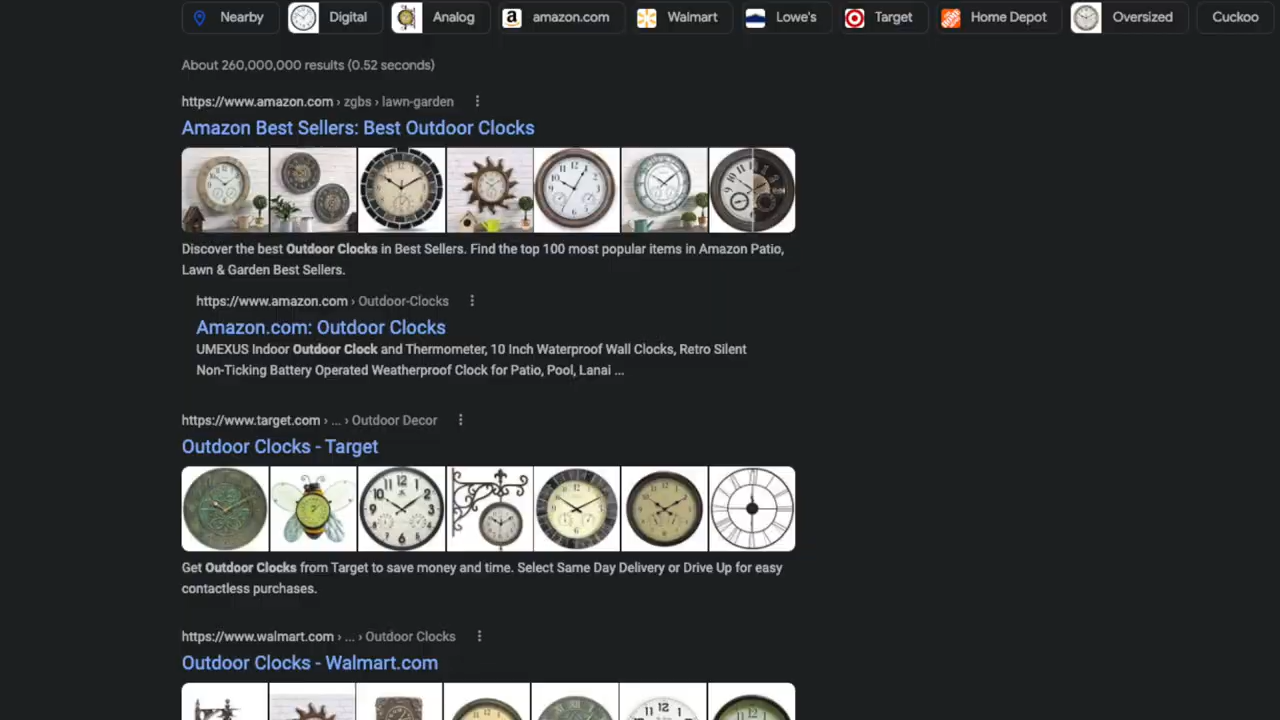 Nearby Digital Analog amazon.com Walmart Lowe's Target Home Depot Oversized Cuckoo
About 260,000,000 results (0.52 seconds)
https://www.amazon.com › zgbs › lawn-garden
Amazon Best Sellers: Best Outdoor Clocks
Discover the best Outdoor Clocks in Best Sellers. Find the top 100 most popular items in Amazon Patio,
Lawn & Garden Best Sellers.
https://www.amazon.com › Outdoor-Clocks
Amazon.com: Outdoor Clocks
UMEXUS Indoor Outdoor Clock and Thermometer, 10 Inch Waterproof Wall Clocks, Retro Silent
Non-Ticking Battery Operated Weatherproof Clock for Patio, Pool, Lanai ...
https://www.target.com › ... › Outdoor Decor
Outdoor Clocks - Target
Get Outdoor Clocks from Target to save money and time. Select Same Day Delivery or Drive Up for easy
contactless purchases.
https://www.walmart.com › ... › Outdoor Clocks
Outdoor Clocks - Walmart.com